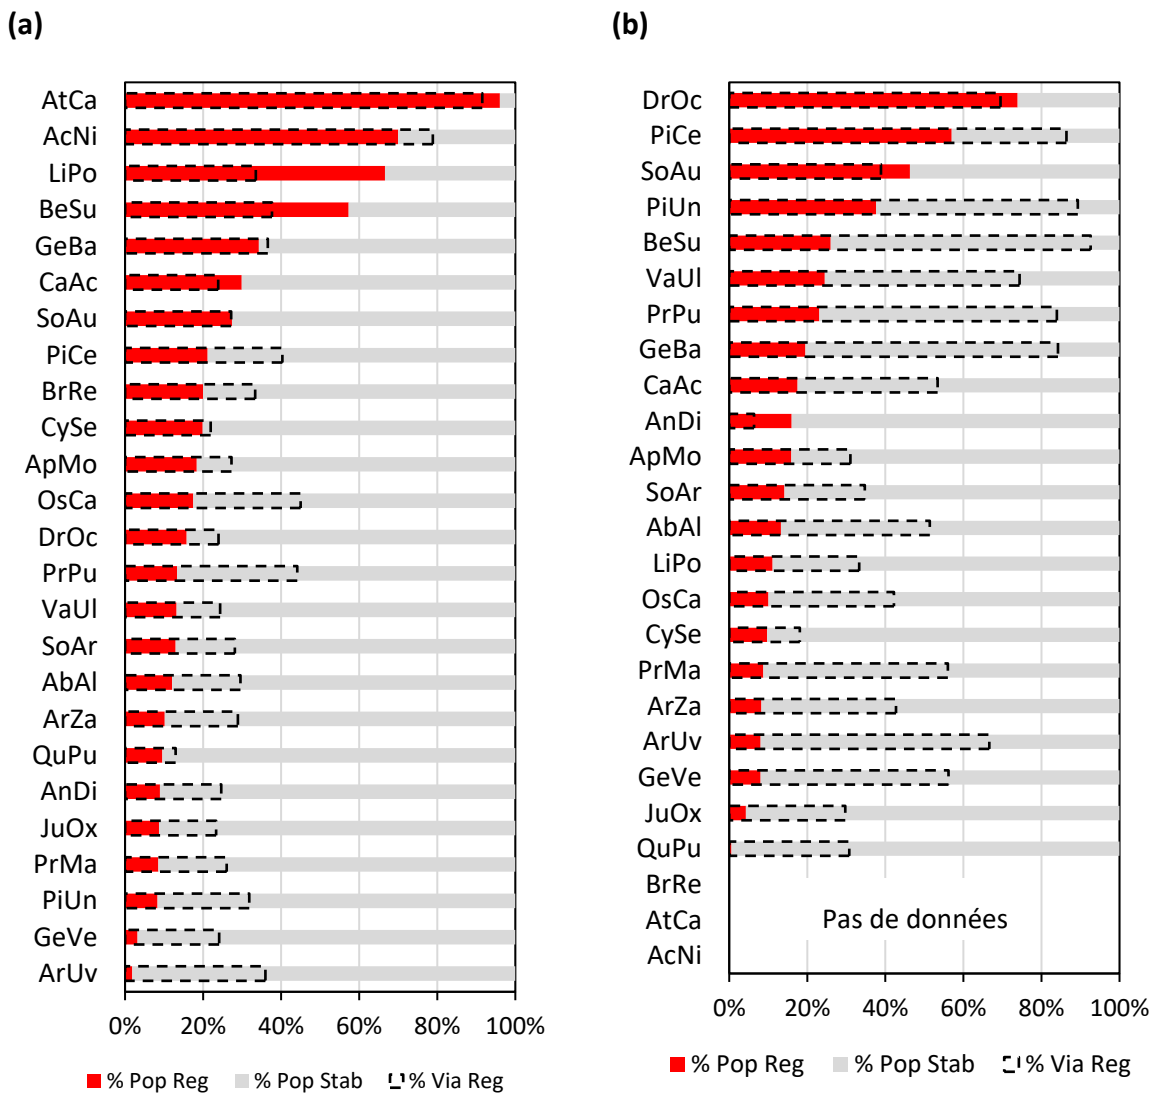 (a)
AtCa
AcNi
LiPo
BeSu
GeBa
CaAc
SoAu
PiCe
BrRe
CySe
ApMo
OsCa
DrOc
PrPu
VaUl
SoAr
AbAl
ArZa
QuPu
AnDi
JuOx
PrMa
PiUn
GeVe
ArUv
0% 20% 40% 60% 80% 100%
% Pop Reg % Pop Stab % Via Reg
(b)
DrOc
PiCe
SoAu
PiUn
BeSu
VaUl
PrPu
GeBa
CaAc
AnDi
ApMo
SoAr
AbAl
LiPo
OsCa
CySe
PrMa
ArZa
ArUv
GeVe
JuOx
QuPu
BrRe
AtCa
Pas de données
AcNi
0% 20% 40% 60% 80% 100%
% Pop Reg % Pop Stab % Via Reg